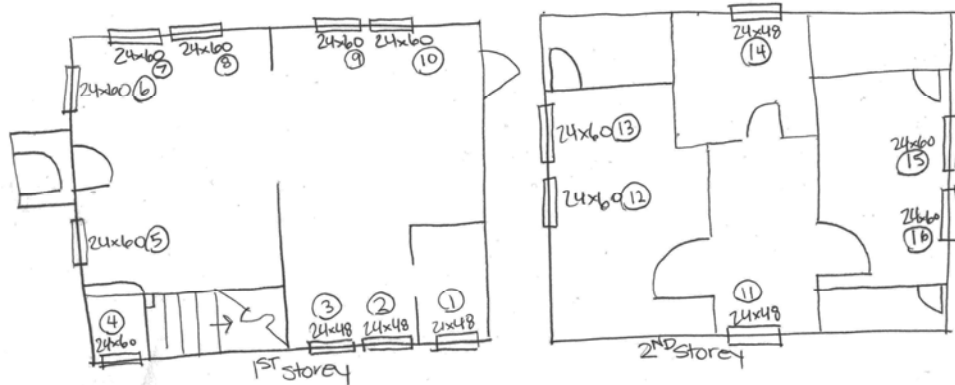 24x60 ⑦
24x60 ⑧
24x60 ⑨
24x60 ⑩
24x60 ⑥
24x60 ⑤
④
24x60
③
24x48
②
24x48
①
24x48
1ST Storey
24x48
⑭
24x60 ⑬
24x60 ⑫
24x60
⑮
24x60
⑯
⑪
24x48
2ND Storey